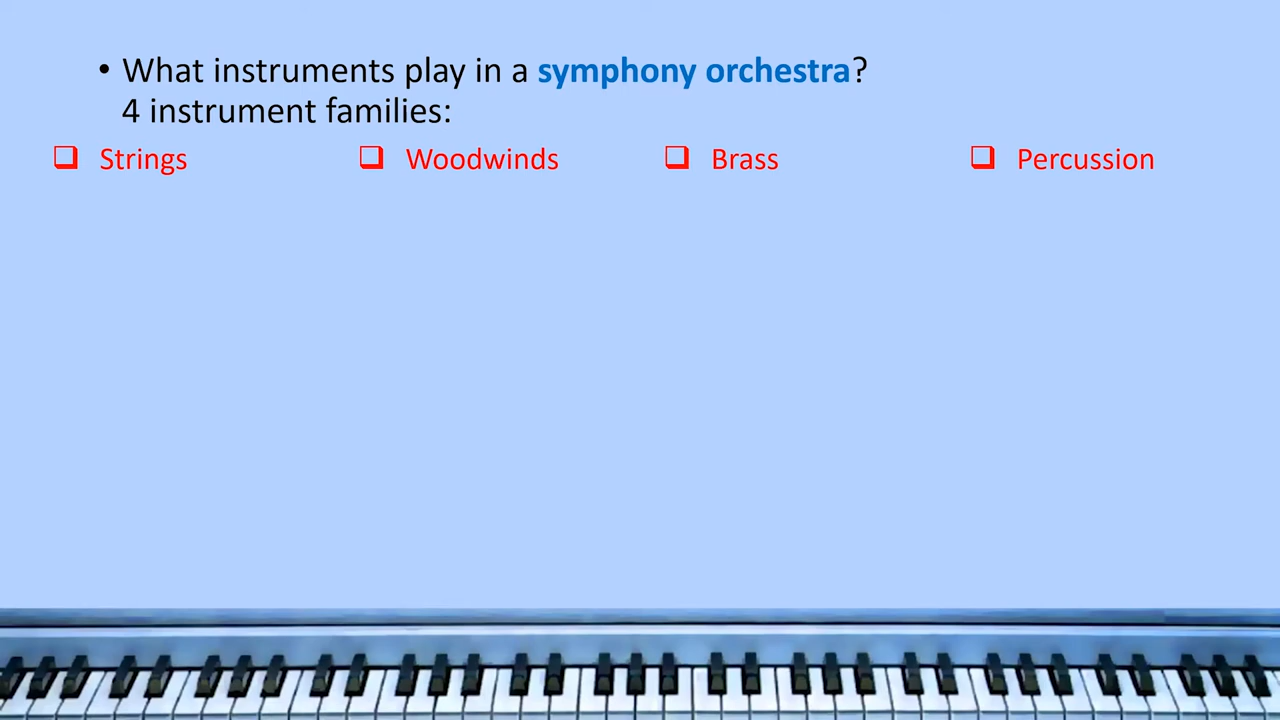 • What instruments play in a symphony orchestra?
4 instrument families:
❑ Strings ❑ Woodwinds ❑ Brass ❑ Percussion